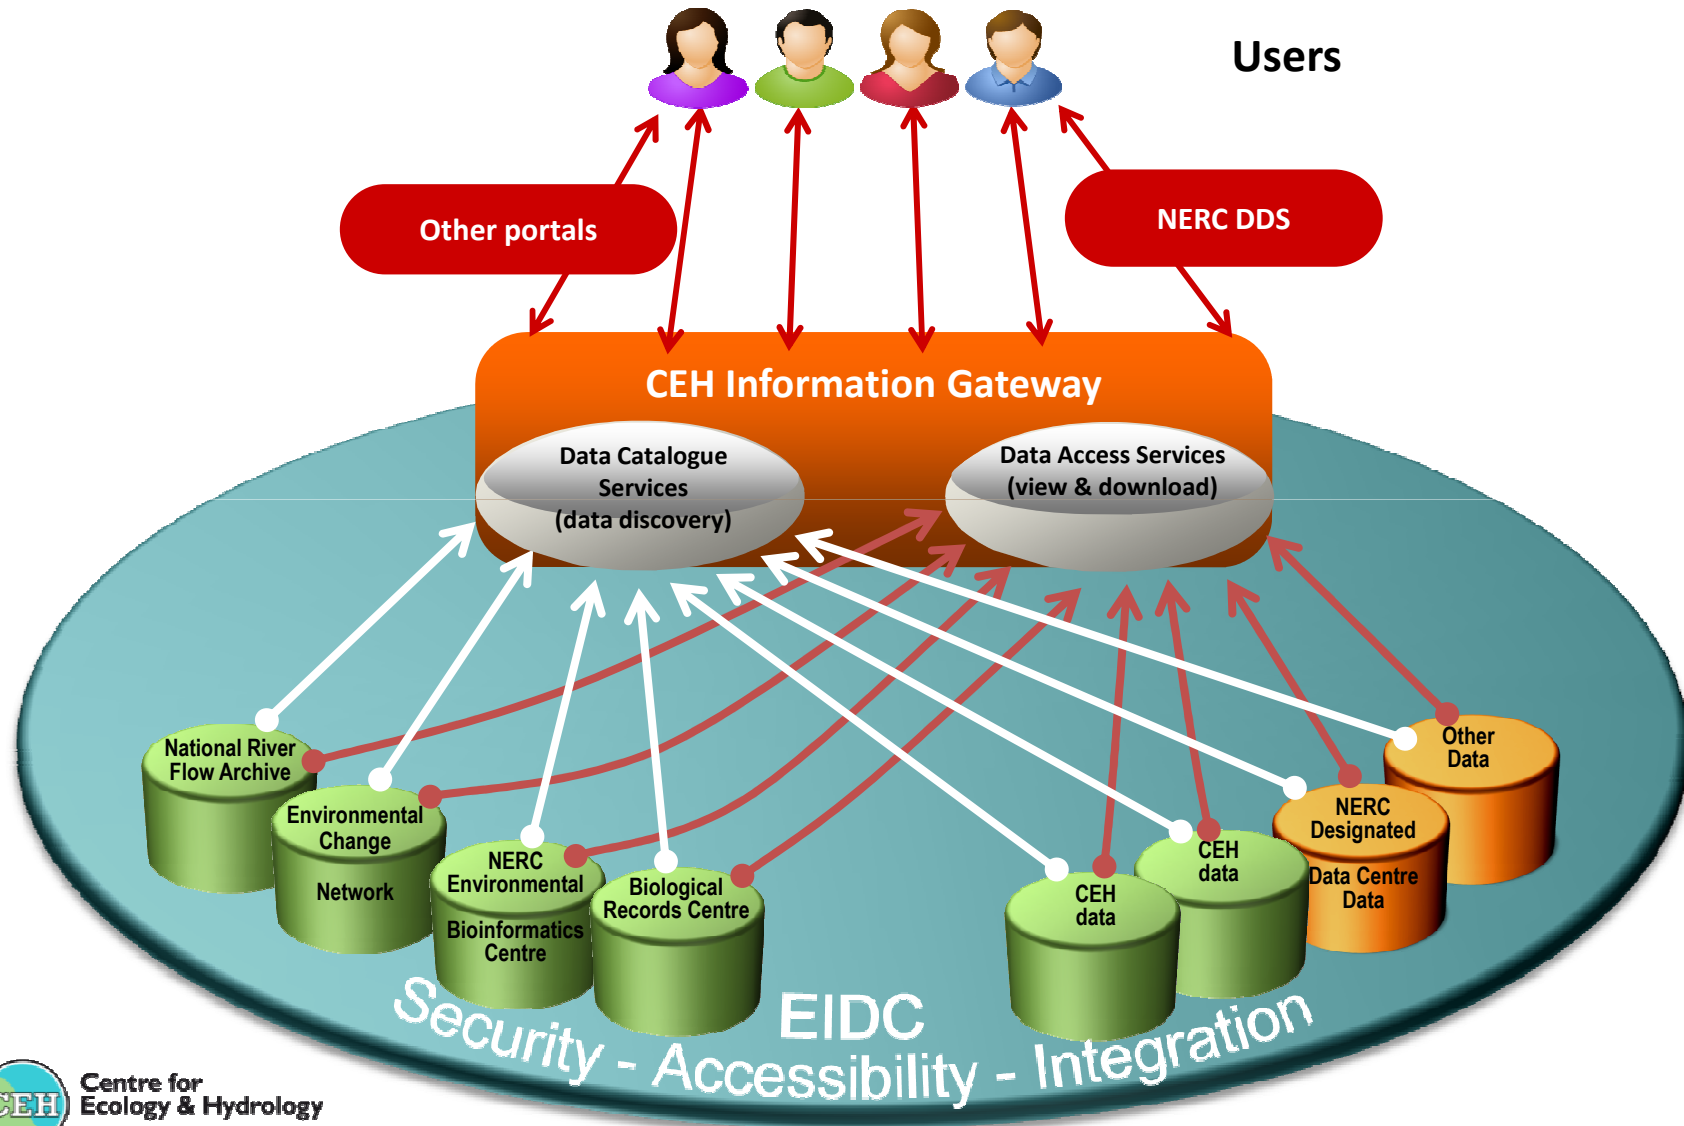 Users
Other portals
NERC DDS
CEH Information Gateway
Data Catalogue
Services
(data discovery)
Data Access Services
(view & download)
National River
Flow Archive
Environmental
Change
Network
NERC
Environmental
Bioinformatics
Centre
Biological
Records Centre
CEH
data
CEH
data
NERC
Designated
Data Centre
Data
Other
Data
EIDC
Security - Accessibility - Integration
CEH
Centre for
Ecology & Hydrology